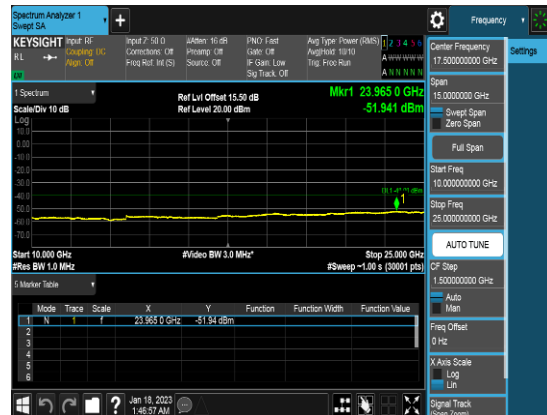 Spectrum Analyzer 1
Swept SA
+
Frequency
KEYSIGHT
RL
Input: RF
Coupling: DC
Align: Off
Input Z: 50 Ω
Corrections: Off
Freq Ref: Int (S)
#Atten: 16 dB
Preamp: Off
Source: Off
PNO: Fast
Gate: Off
IF Gain: Low
Sig Track: Off
Avg Type: Power (RMS)
Avg|Hold: 10/10
Trig: Free Run
1 2 3 4 5 6
A W W W W W
A N N N N N
1 Spectrum
Scale/Div 10 dB
Ref Lvl Offset 15.50 dB
Ref Level 20.00 dBm
Mkr1 23.965 0 GHz
-51.941 dBm
Log
10.0
0.00
-10.0
-20.0
-30.0
-40.0
-50.0
-60.0
-70.0
1
Start 10.000 GHz
#Res BW 1.0 MHz
#Video BW 3.0 MHz*
Stop 25.000 GHz
#Sweep ~1.00 s (30001 pts)
5 Marker Table
Mode Trace Scale X Y Function Function Width Function Value
1 N 1 f 23.965 0 GHz -51.94 dBm
2
3
4
5
6
Center Frequency
17.500000000 GHz
Settings
Span
15.0000000 GHz
Swept Span
Zero Span
Full Span
Start Freq
10.000000000 GHz
Stop Freq
25.000000000 GHz
AUTO TUNE
CF Step
1.500000000 GHz
Auto
Man
Freq Offset
0 Hz
X Axis Scale
Log
Lin
Signal Track
(Span Zoom)
?
Jan 18, 2023
1:46:57 AM